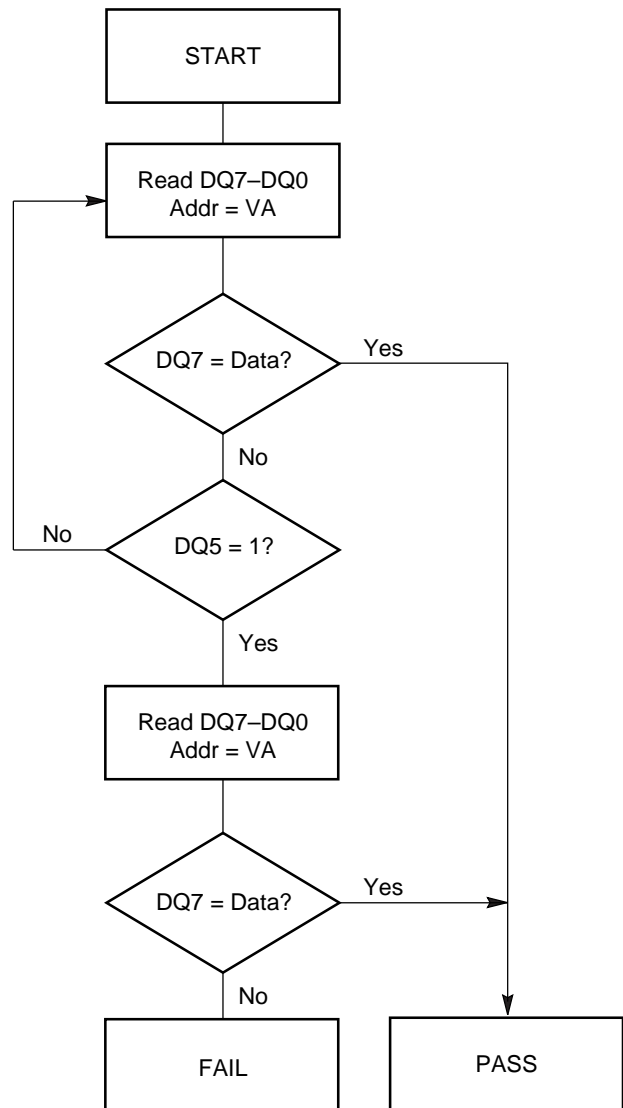 START
Read DQ7–DQ0
Addr = VA
DQ7 = Data?
Yes
No
No
DQ5 = 1?
Yes
Read DQ7–DQ0
Addr = VA
DQ7 = Data?
Yes
No
FAIL
PASS